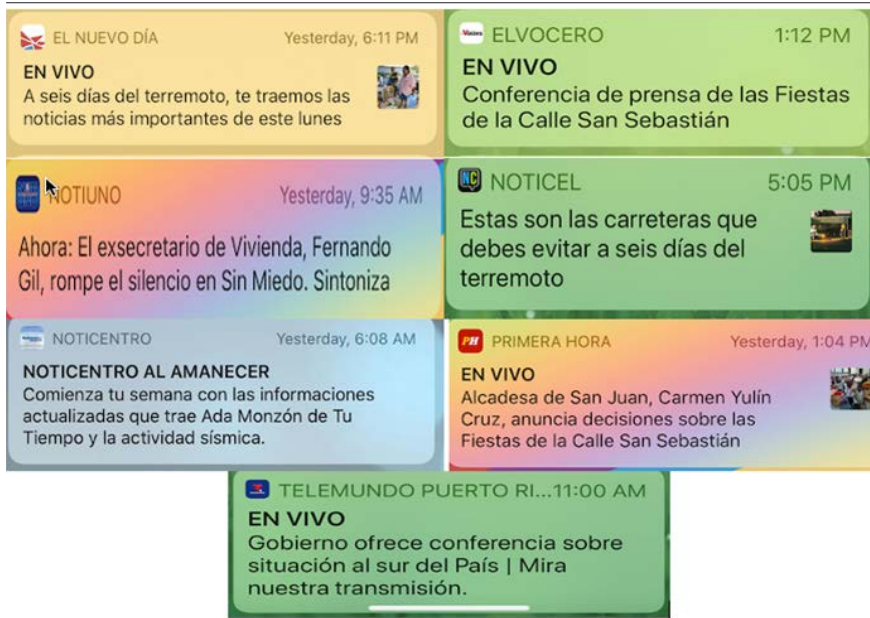 EL NUEVO DÍA Yesterday, 6:11 PM
EN VIVO
A seis días del terremoto, te traemos las
noticias más importantes de este lunes
ELVOCERO 1:12 PM
EN VIVO
Conferencia de prensa de las Fiestas
de la Calle San Sebastián
NOTIUNO Yesterday, 9:35 AM
Ahora: El exsecretario de Vivienda, Fernando
Gil, rompe el silencio en Sin Miedo. Sintoniza
NC NOTICEL 5:05 PM
Estas son las carreteras que
debes evitar a seis días del
terremoto
NOTICENTRO Yesterday, 6:08 AM
NOTICENTRO AL AMANECER
Comienza tu semana con las informaciones
actualizadas que trae Ada Monzón de Tu
Tiempo y la actividad sísmica.
PH PRIMERA HORA Yesterday, 1:04 PM
EN VIVO
Alcadesa de San Juan, Carmen Yulín
Cruz, anuncia decisiones sobre las
Fiestas de la Calle San Sebastián
TELEMUNDO PUERTO RI...11:00 AM
EN VIVO
Gobierno ofrece conferencia sobre
situación al sur del País | Mira
nuestra transmisión.